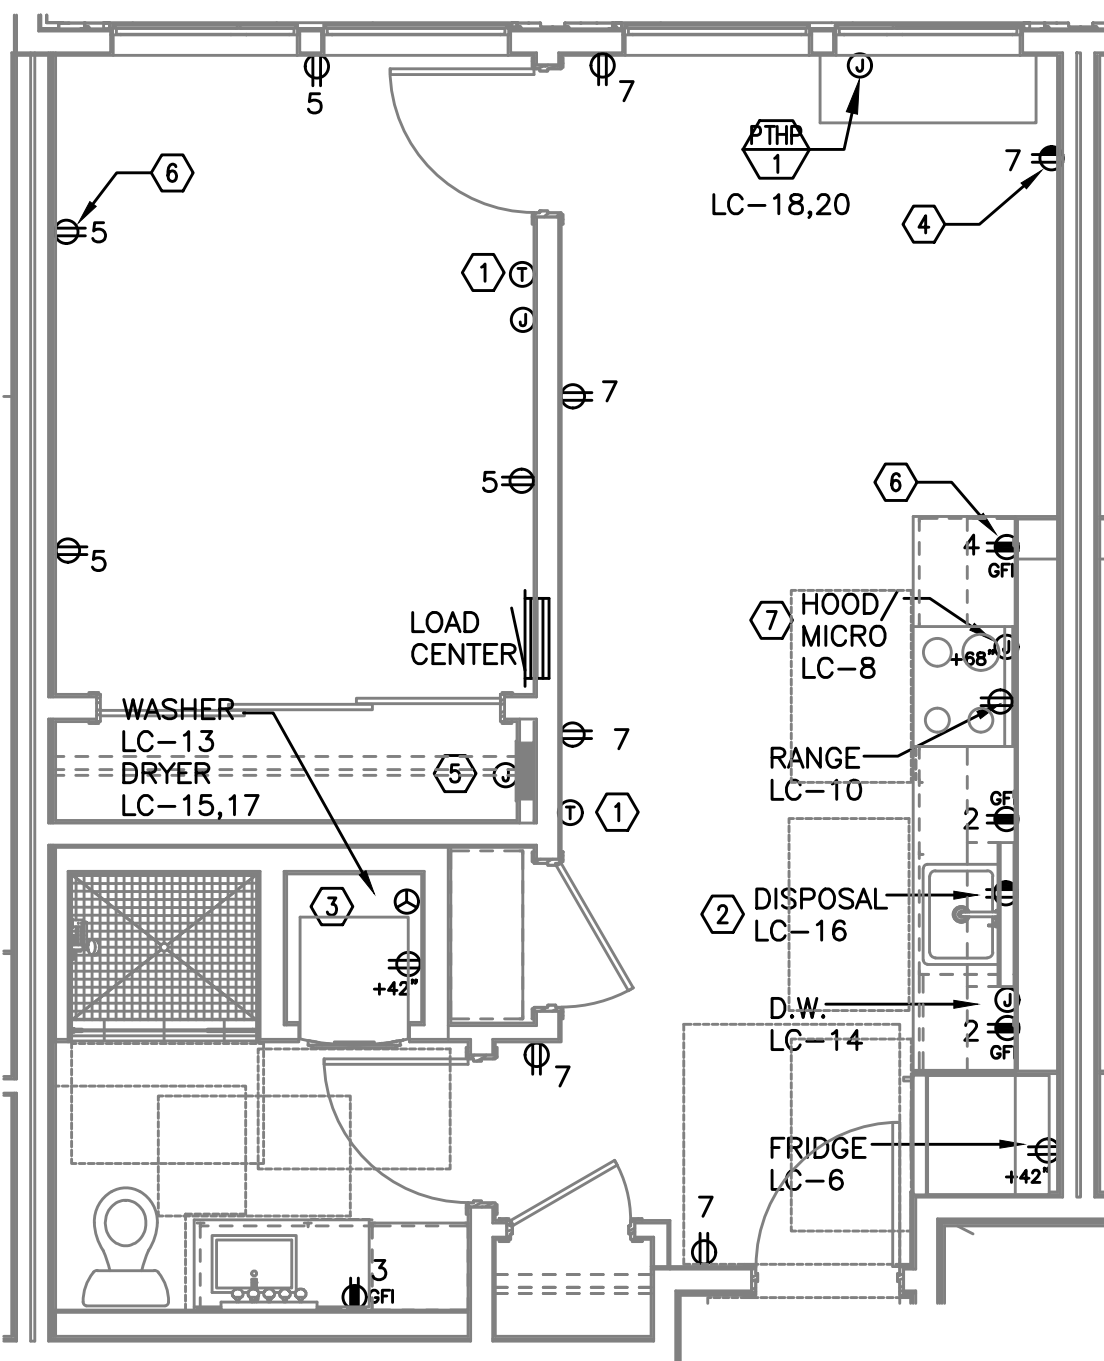 5
7
J
PTHP
1
LC-18,20
7
4
6
5
1
T
J
7
5
5
6
4
GFI
LOAD
CENTER
7
HOOD/
MICRO
LC-8
J
+68"
WASHER
LC-13
DRYER
LC-15,17
5
J
7
RANGE
LC-10
T
1
GFI
2
3
+42"
2
DISPOSAL
LC-16
D.W.
LC-14
J
2
GFI
7
FRIDGE
LC-6
+42"
7
3
GFI